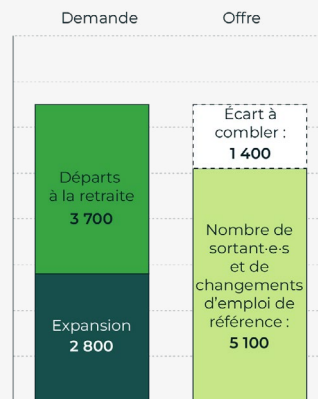 Demande
Offre
Départs
à la retraite
3 700
Expansion
2 800
Écart à
combler :
1 400
Nombre de
sortant·e·s
et de
changements
d'emploi de
référence :
5 100